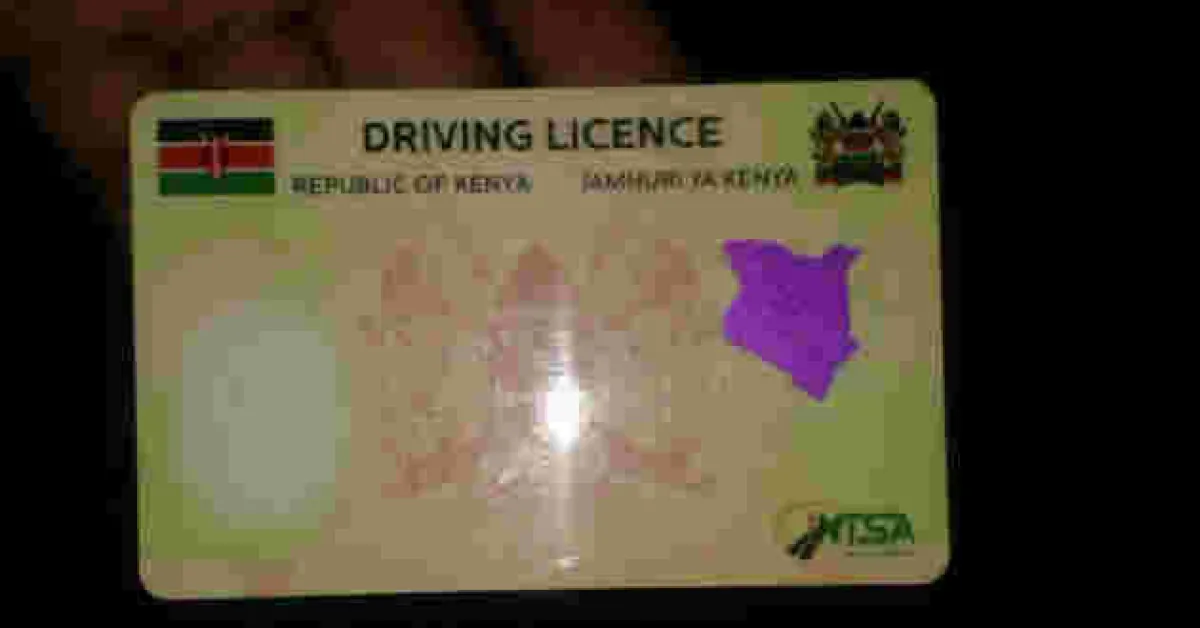 DRIVING LICENCE
REPUBLIC OF KENYA JAMHURI YA KENYA
NTSA